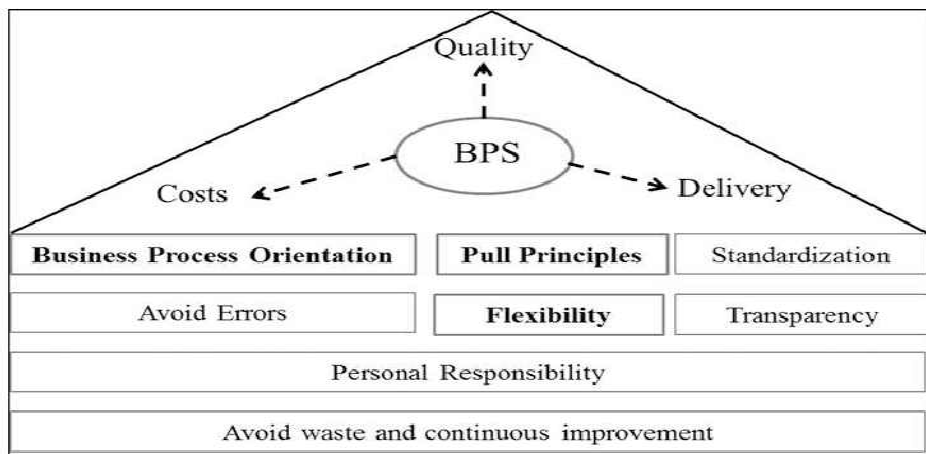 Quality
BPS
Costs
Delivery
Business Process Orientation
Pull Principles
Standardization
Avoid Errors
Flexibility
Transparency
Personal Responsibility
Avoid waste and continuous improvement